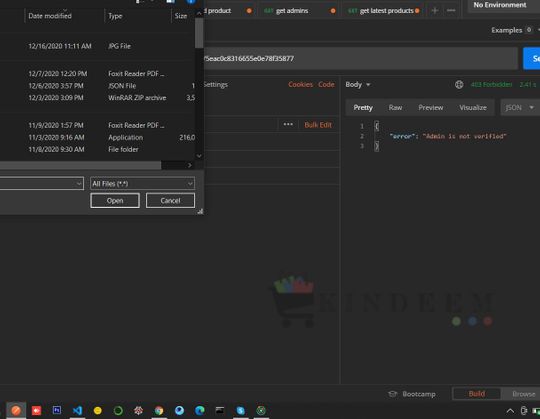 Date modified Type Size
12/16/2020 11:11 AM JPG File
12/7/2020 12:20 PM Foxit Reader PDF ...
12/6/2020 3:57 PM JSON File 1
12/3/2020 3:09 PM WinRAR ZIP archive 3,5
11/9/2020 1:57 PM Foxit Reader PDF ...
11/3/2020 9:16 AM Application 216,0
11/8/2020 9:30 AM File folder
All Files (*.*)
Open Cancel
d product GET get admins GET get latest products No Environment
Examples 0
5eac0c8316655e0e78f35877 Se
Settings Cookies Code
Bulk Edit
Body 403 Forbidden 2.41 s
Pretty Raw Preview Visualize JSON
1 {
2 "error": "Admin is not verified"
3 }
KINDEEM
Bootcamp Build Browse